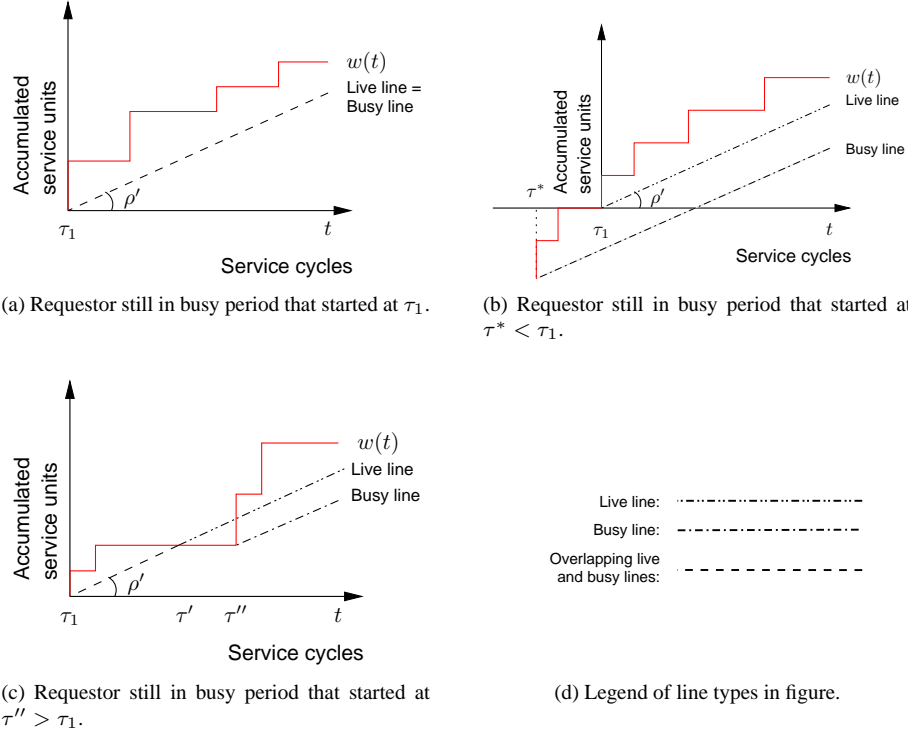 Accumulated
service units
w(t)
Live line =
Busy line
ρ′
τ₁
t
Service cycles
(a) Requestor still in busy period that started at τ₁.
Accumulated
service units
w(t)
Live line
Busy line
τ*
ρ′
τ₁
t
Service cycles
(b) Requestor still in busy period that started at
τ* < τ₁.
Accumulated
service units
w(t)
Live line
Busy line
ρ′
τ₁
τ′
τ″
t
Service cycles
(c) Requestor still in busy period that started at
τ″ > τ₁.
Live line:
Busy line:
Overlapping live
and busy lines:
(d) Legend of line types in figure.